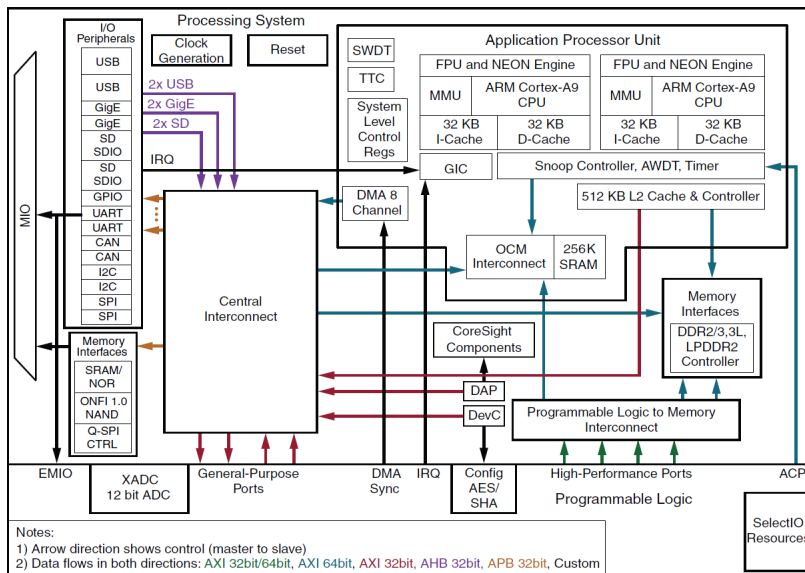 Processing System
I/O
Peripherals
USB
USB
GigE
GigE
SD
SDIO
SD
SDIO
GPIO
UART
UART
CAN
CAN
I2C
I2C
SPI
SPI
MIO
Clock
Generation
Reset
2x USB
2x GigE
2x SD
IRQ
SWDT
TTC
System
Level
Control
Regs
Application Processor Unit
FPU and NEON Engine
MMU
ARM Cortex-A9
CPU
32 KB
I-Cache
32 KB
D-Cache
FPU and NEON Engine
MMU
ARM Cortex-A9
CPU
32 KB
I-Cache
32 KB
D-Cache
GIC
Snoop Controller, AWDT, Timer
DMA 8
Channel
512 KB L2 Cache & Controller
OCM
Interconnect
256K
SRAM
Central
Interconnect
Memory
Interfaces
DDR2/3,3L,
LPDDR2
Controller
CoreSight
Components
DAP
DevC
Programmable Logic to Memory
Interconnect
Memory
Interfaces
SRAM/
NOR
ONFI 1.0
NAND
Q-SPI
CTRL
EMIO
XADC
12 bit ADC
General-Purpose
Ports
DMA
Sync
IRQ
Config
AES/
SHA
High-Performance Ports
ACP
Programmable Logic
SelectIO
Resources
Notes:
1) Arrow direction shows control (master to slave)
2) Data flows in both directions: AXI 32bit/64bit, AXI 64bit, AXI 32bit, AHB 32bit, APB 32bit, Custom